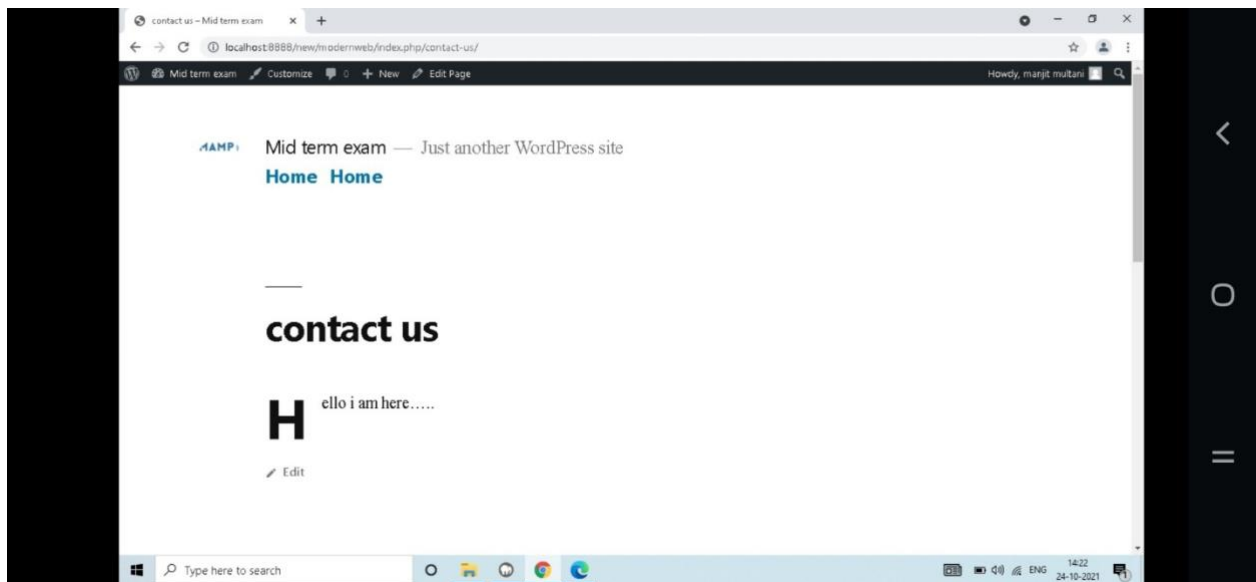 contact us – Mid term exam
localhost:8888/new/modernweb/index.php/contact-us/
Mid term exam Customize 0 New Edit Page Howdy, manjit multani
MAMP Mid term exam — Just another WordPress site
Home Home
contact us
Hello i am here…..
Edit
Type here to search ENG 14:22
24-10-2021